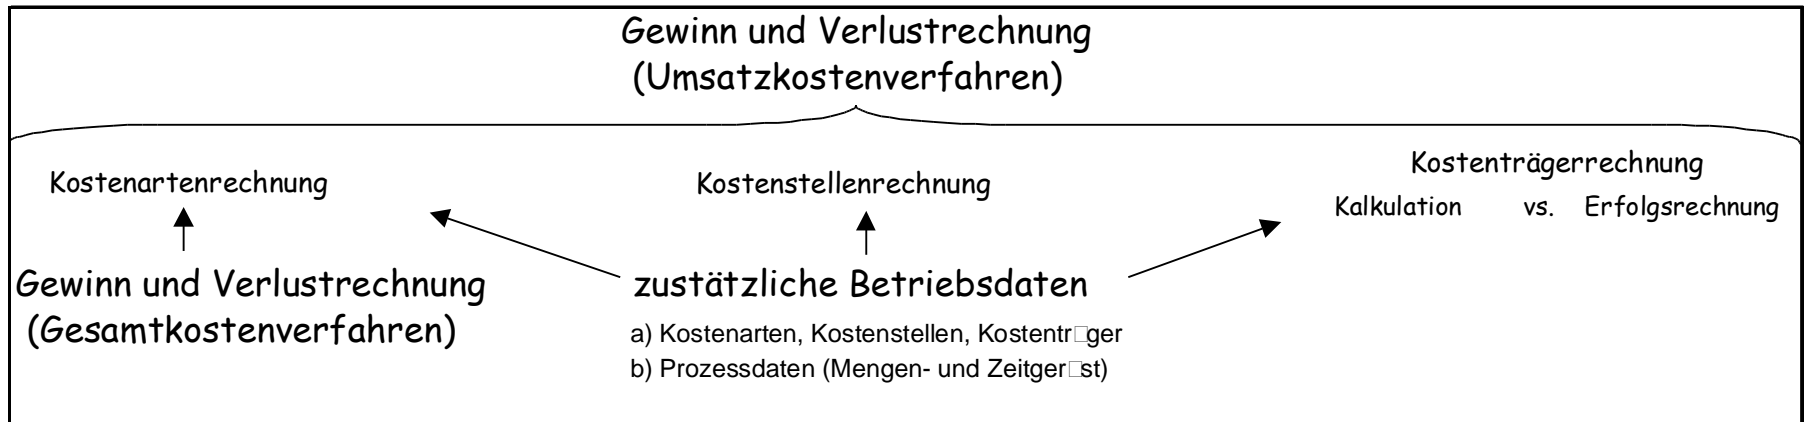 Gewinn und Verlustrechnung
(Umsatzkostenverfahren)
Kostenartenrechnung
Kostenstellenrechnung
Kostenträgerrechnung
Kalkulation vs. Erfolgsrechnung
Gewinn und Verlustrechnung
(Gesamtkostenverfahren)
zustätzliche Betriebsdaten
a) Kostenarten, Kostenstellen, Kostentr□ger
b) Prozessdaten (Mengen- und Zeitger□st)